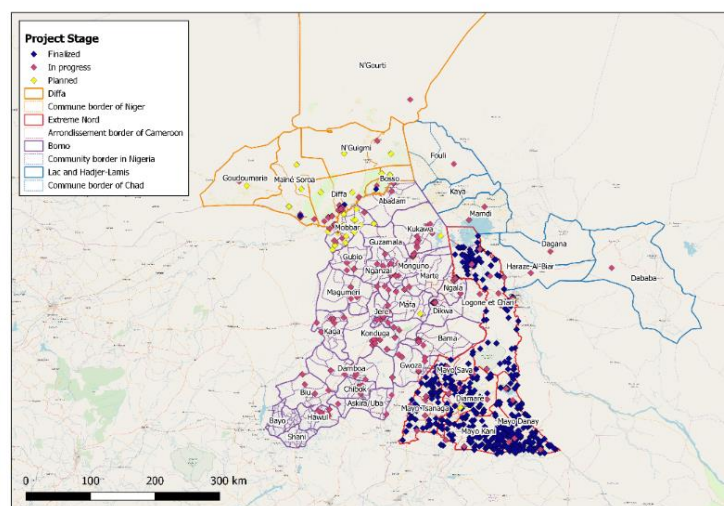 Project Stage
Finalized
In progress
Planned
Diffa
Commune border of Niger
Extreme Nord
Arrondissement border of Cameroon
Borno
Community border in Nigeria
Lac and Hadjer-Lamis
Commune border of Chad
N'Gourti
N'Guigmi
Fouli
Goudoumaria
Maïné Soroa
Diffa
Bosso
Kaya
Abadam
Mamdi
Mobbar
Kukawa
Guzamala
Dagana
Gubio
Monguno
Nganzai
Marte
Haraze-Al-Biar
Dababa
Magumeri
Ngala
Mafa
Logone et Chari
Jere
Dikwa
Kaga
Konduga
Bama
Damboa
Gwoza
Mayo Sava
Biu
Chibok
Diamaré
Askira/Uba
Mayo-Tsanaga
Hawul
Bayo
Mayo Danay
Mayo Kani
Shani
0 100 200 300 km